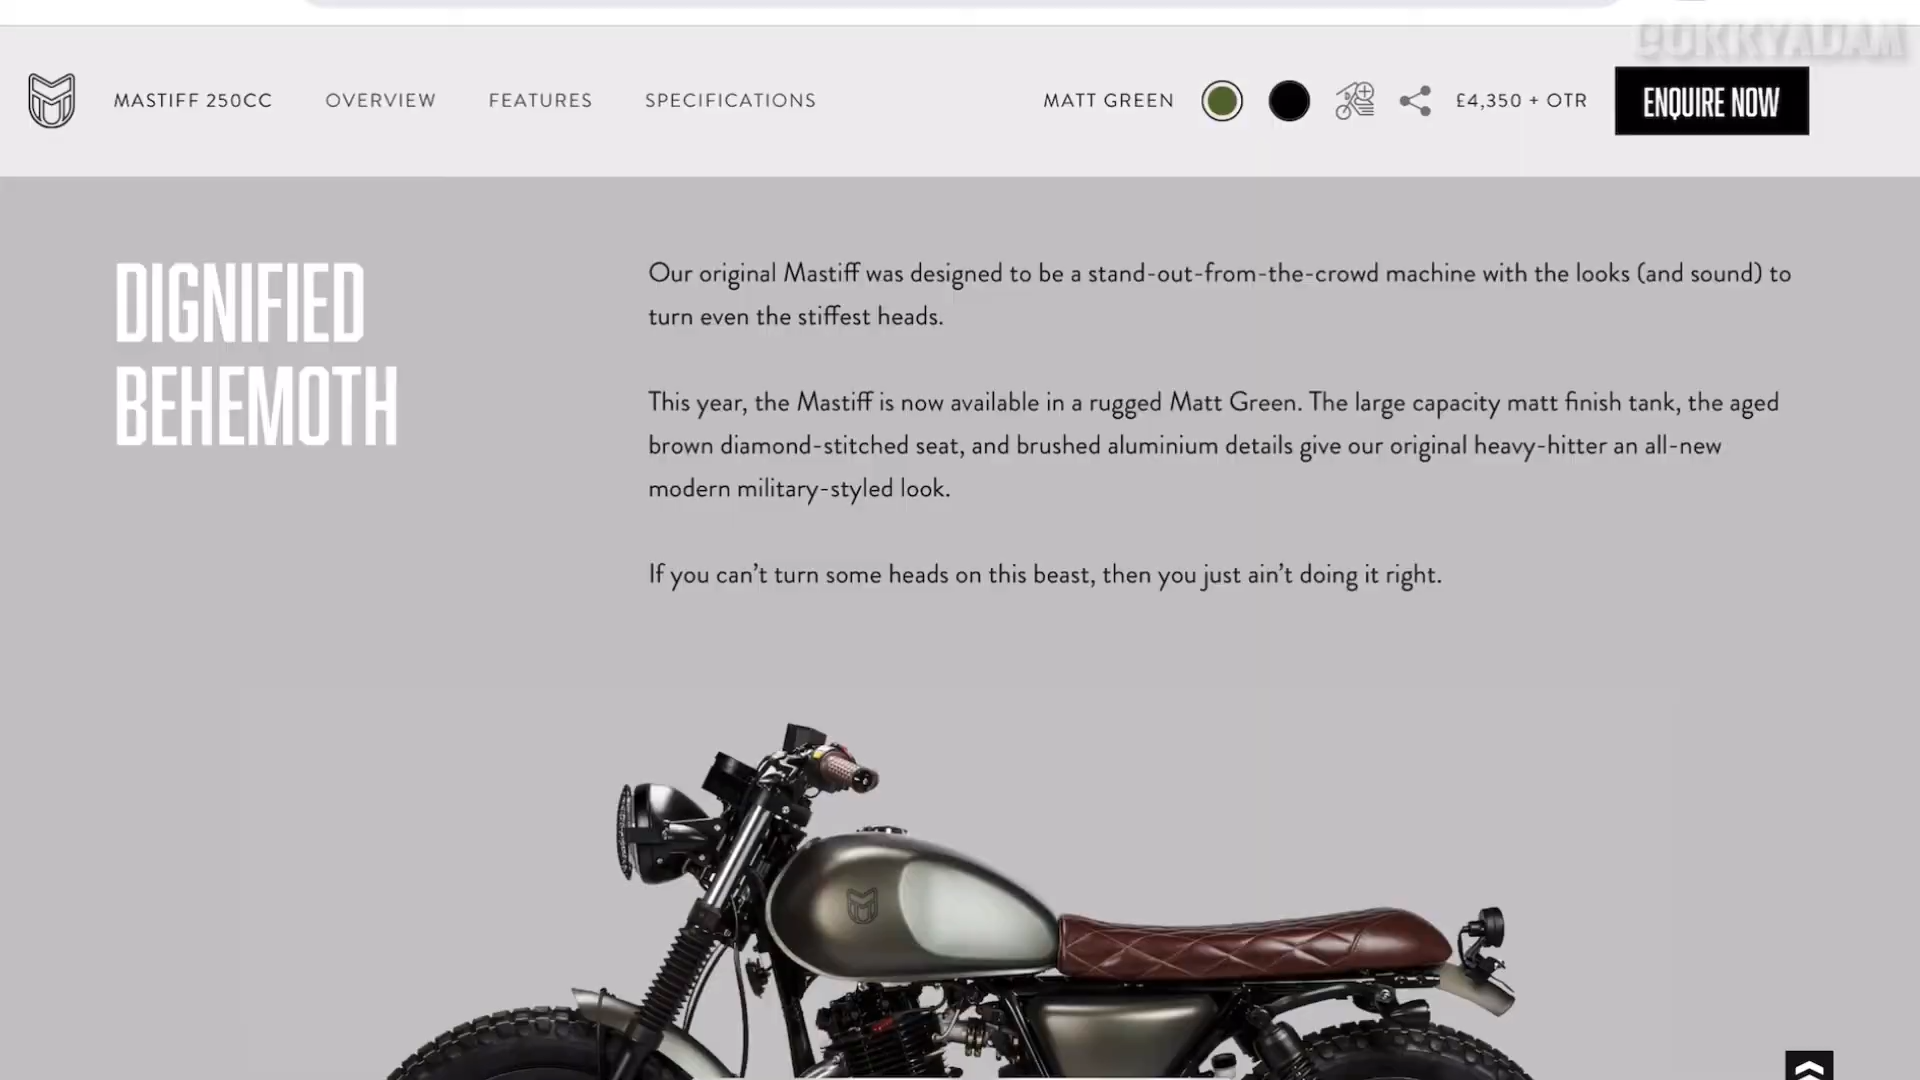 @OKRYADAM
MASTIFF 250CC OVERVIEW FEATURES SPECIFICATIONS MATT GREEN £4,350 + OTR ENQUIRE NOW
DIGNIFIED
BEHEMOTH
Our original Mastiff was designed to be a stand-out-from-the-crowd machine with the looks (and sound) to
turn even the stiffest heads.
This year, the Mastiff is now available in a rugged Matt Green. The large capacity matt finish tank, the aged
brown diamond-stitched seat, and brushed aluminium details give our original heavy-hitter an all-new
modern military-styled look.
If you can’t turn some heads on this beast, then you just ain’t doing it right.